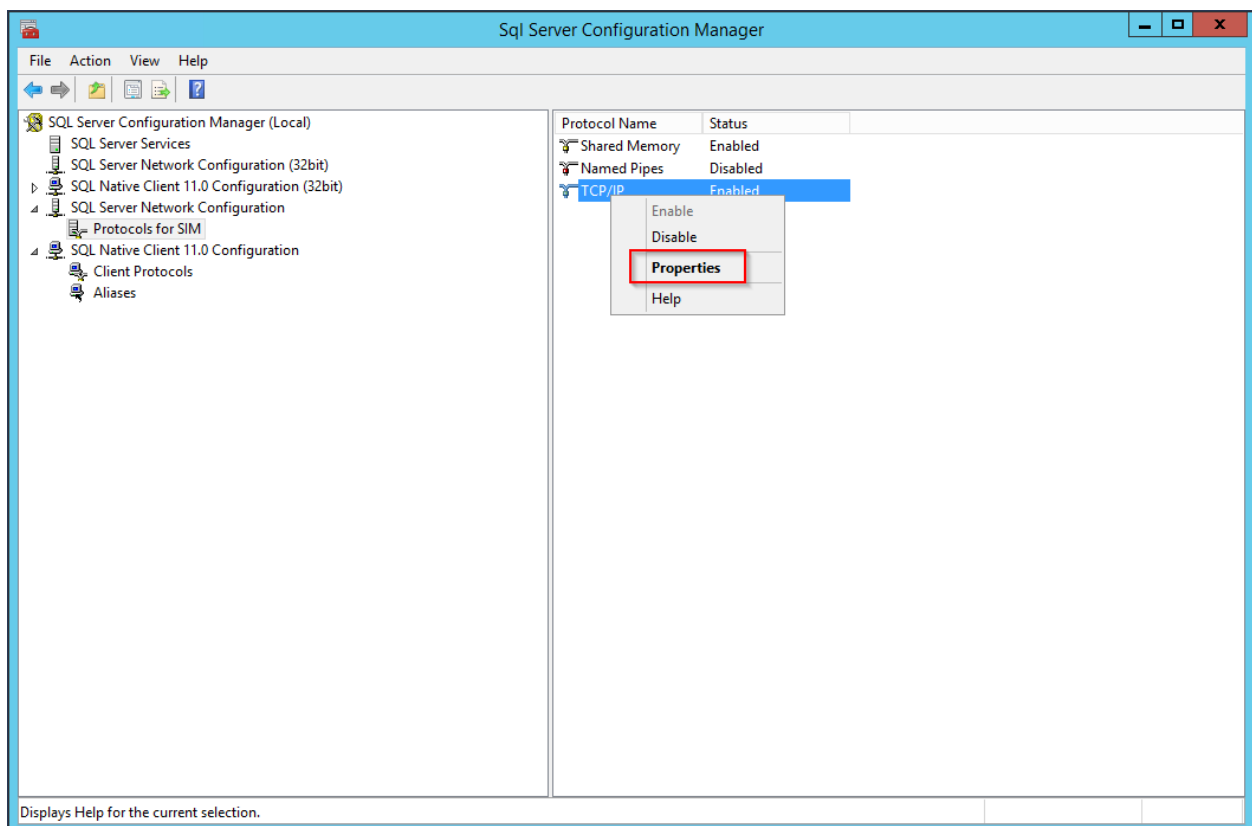 Sql Server Configuration Manager
File Action View Help
SQL Server Configuration Manager (Local)
SQL Server Services
SQL Server Network Configuration (32bit)
SQL Native Client 11.0 Configuration (32bit)
SQL Server Network Configuration
Protocols for SIM
SQL Native Client 11.0 Configuration
Client Protocols
Aliases
Protocol Name Status
Shared Memory Enabled
Named Pipes Disabled
TCP/IP Enabled
Enable
Disable
Properties
Help
Displays Help for the current selection.